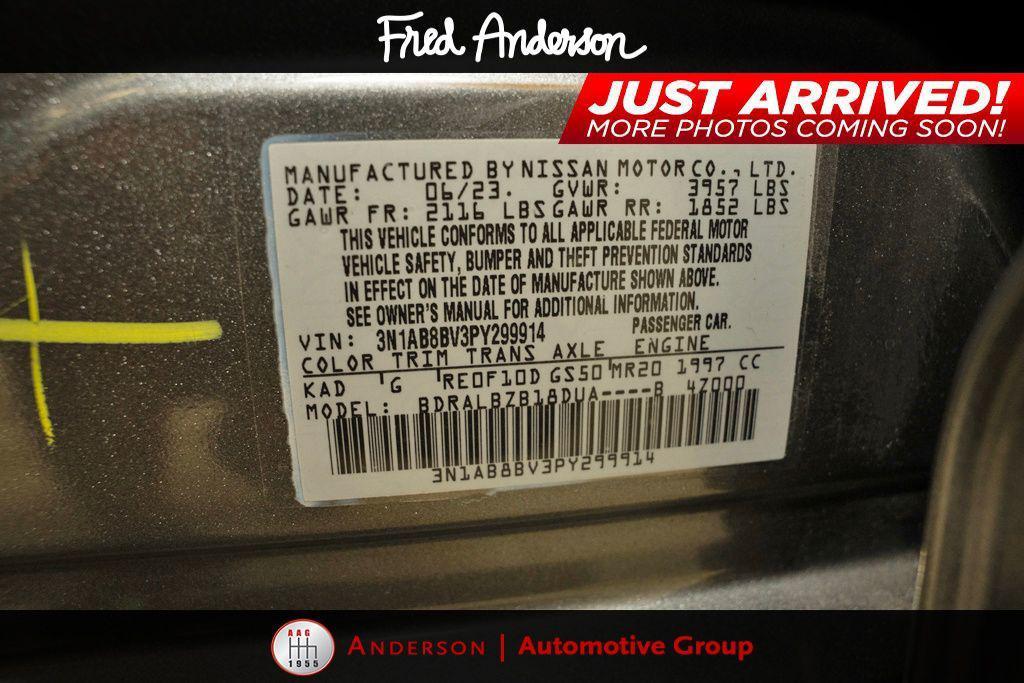 Fred Anderson
JUST ARRIVED!
MORE PHOTOS COMING SOON!
MANUFACTURED BY NISSAN MOTOR CO., LTD.
DATE: 06/23. GVWR: 3957 LBS
GAWR FR: 2116 LBS GAWR RR: 1852 LBS
THIS VEHICLE CONFORMS TO ALL APPLICABLE FEDERAL MOTOR
VEHICLE SAFETY, BUMPER AND THEFT PREVENTION STANDARDS
IN EFFECT ON THE DATE OF MANUFACTURE SHOWN ABOVE.
SEE OWNER'S MANUAL FOR ADDITIONAL INFORMATION.
VIN: 3N1AB8BV3PY299914 PASSENGER CAR.
COLOR TRIM TRANS AXLE ENGINE
KAD G RE0F10D GS50 MR20 1997 CC
MODEL: BDRALBZB18DUA----B 4Z000
3N1AB8BV3PY299914
AAG
1955
ANDERSON | Automotive Group